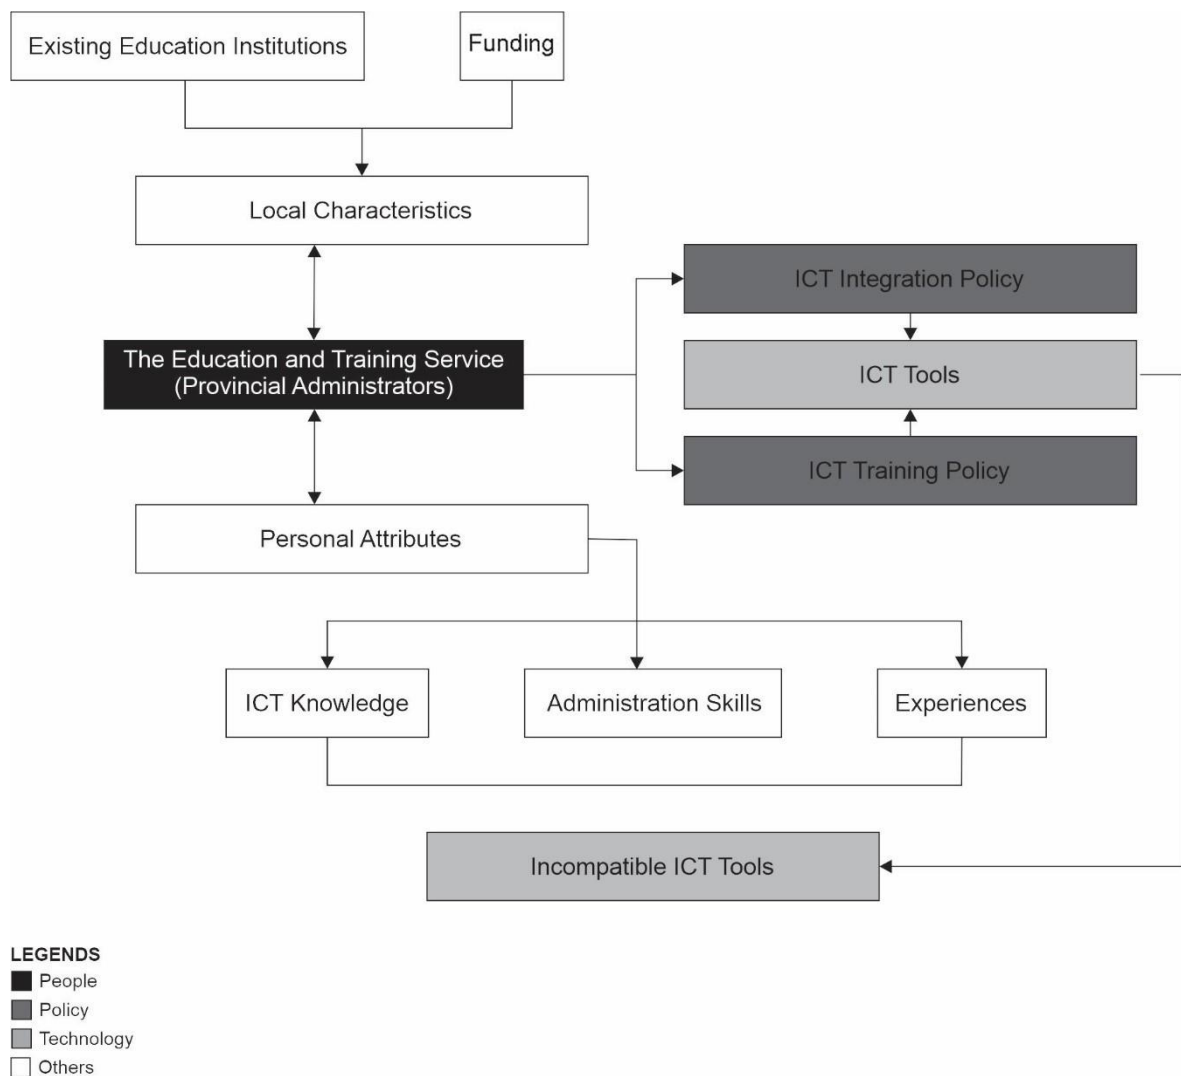 Existing Education Institutions
Funding
Local Characteristics
ICT Integration Policy
The Education and Training Service
(Provincial Administrators)
ICT Tools
ICT Training Policy
Personal Attributes
ICT Knowledge
Administration Skills
Experiences
Incompatible ICT Tools
LEGENDS
People
Policy
Technology
Others